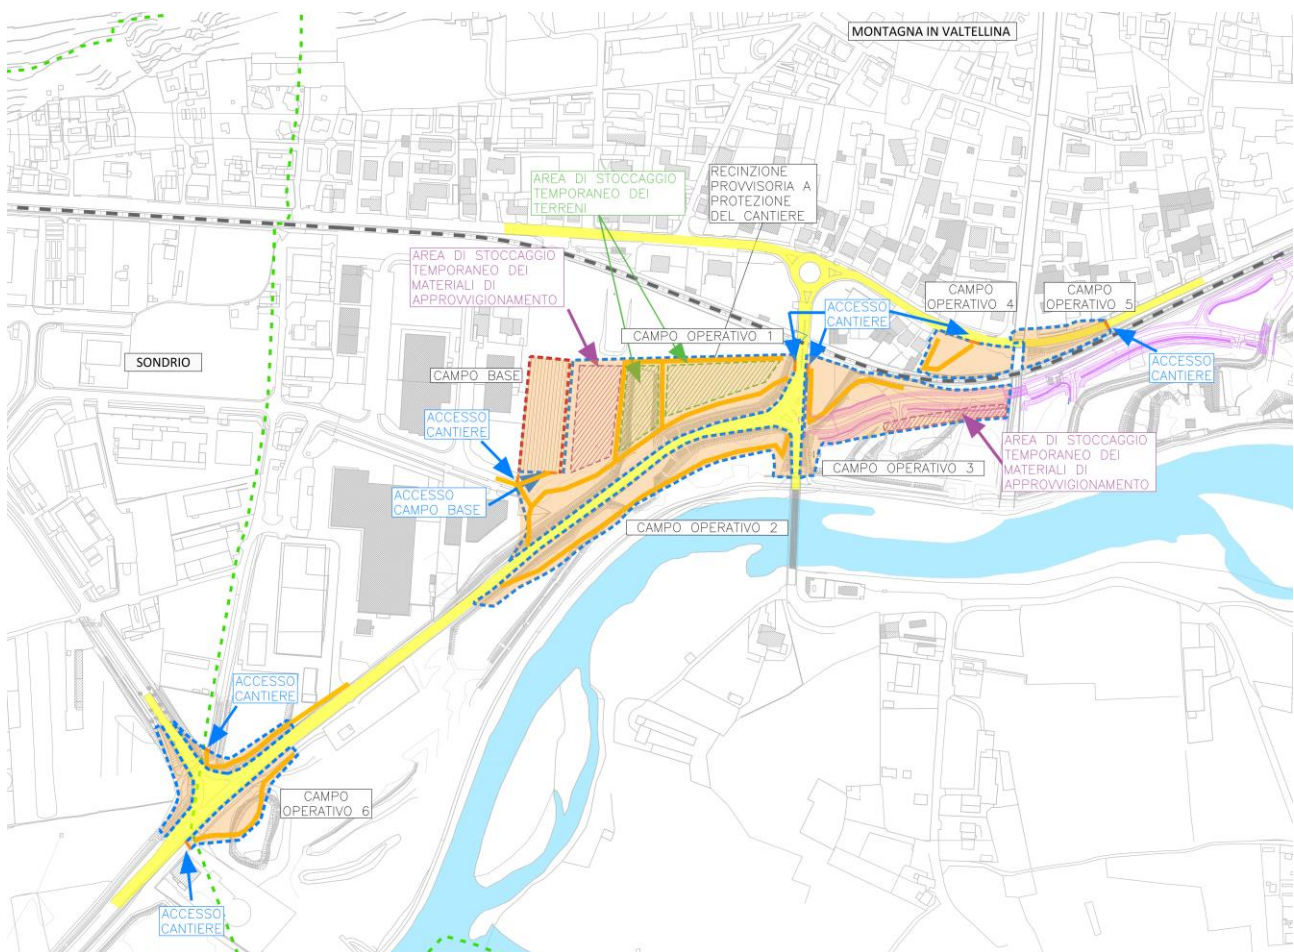 MONTAGNA IN VALTELLINA
AREA DI STOCCAGGIO
TEMPORANEO DEI
TERRENI
RECINZIONE
PROVVISORIA A
PROTEZIONE
DEL CANTIERE
AREA DI STOCCAGGIO
TEMPORANEO DEI
MATERIALI DI
APPROVVIGIONAMENTO
CAMPO
OPERATIVO 4
CAMPO
OPERATIVO 5
ACCESSO
CANTIERE
CAMPO OPERATIVO 1
SONDRIO
CAMPO BASE
ACCESSO
CANTIERE
ACCESSO
CANTIERE
AREA DI STOCCAGGIO
TEMPORANEO DEI
MATERIALI DI
APPROVVIGIONAMENTO
CAMPO OPERATIVO 3
ACCESSO
CAMPO BASE
CAMPO OPERATIVO 2
ACCESSO
CANTIERE
CAMPO
OPERATIVO 6
ACCESSO
CANTIERE